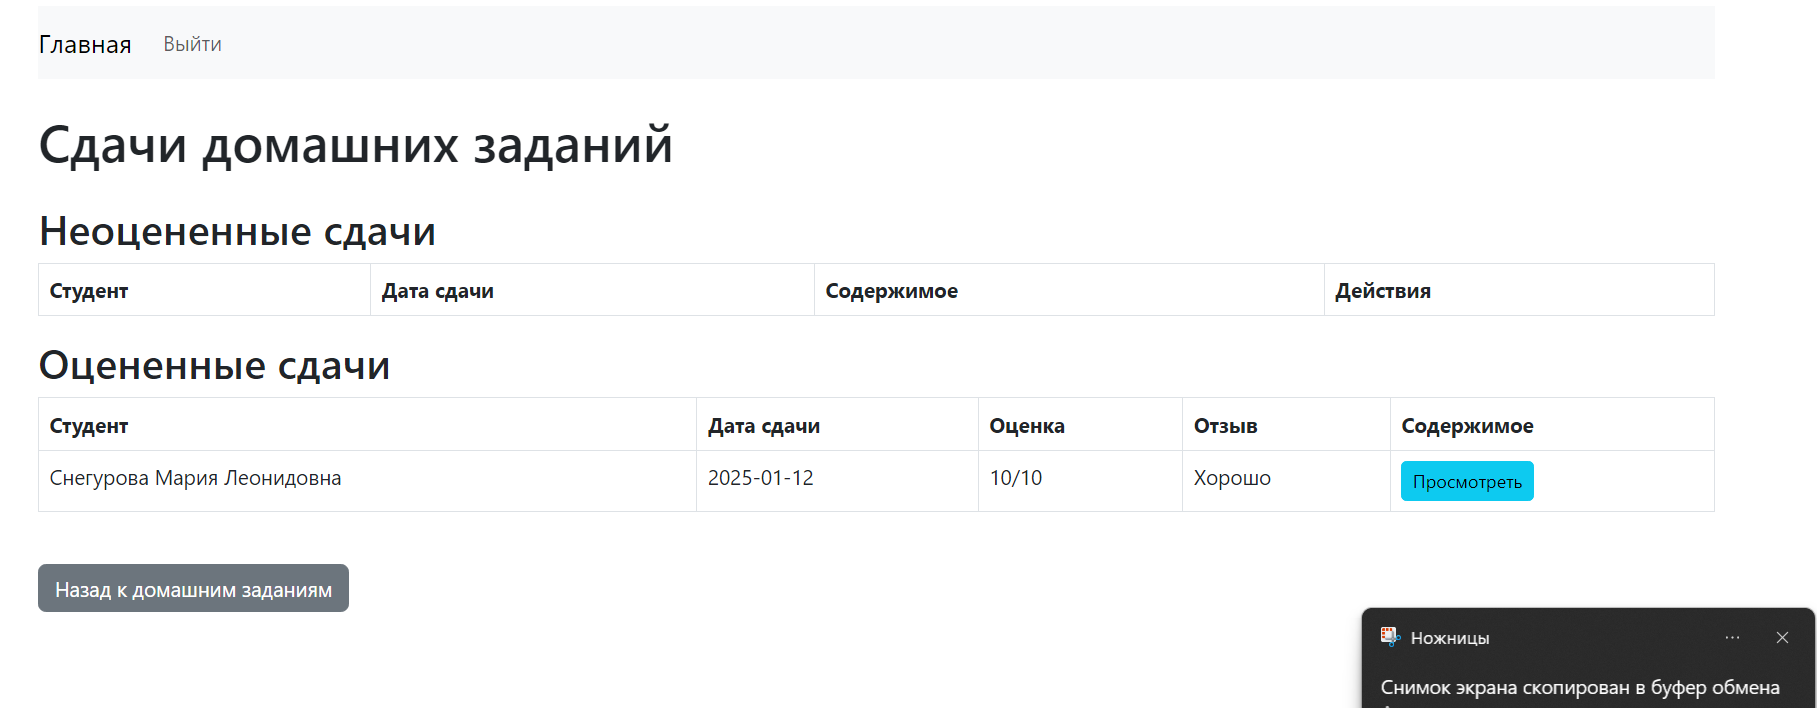 Главная Выйти
Сдачи домашних заданий
Неоцененные сдачи
Студент Дата сдачи Содержимое Действия
Оцененные сдачи
Студент Дата сдачи Оценка Отзыв Содержимое
Снегурова Мария Леонидовна 2025-01-12 10/10 Хорошо Просмотреть
Назад к домашним заданиям
Ножницы
Снимок экрана скопирован в буфер обмена